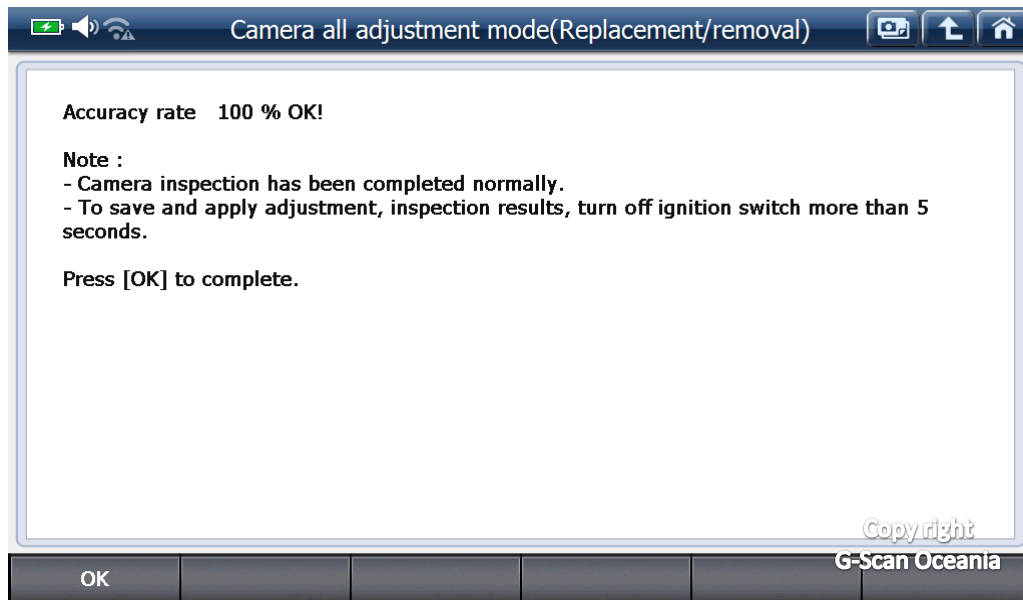 Camera all adjustment mode(Replacement/removal)
Accuracy rate 100 % OK!
Note :
- Camera inspection has been completed normally.
- To save and apply adjustment, inspection results, turn off ignition switch more than 5
seconds.
Press [OK] to complete.
Copy right
G-Scan Oceania
OK